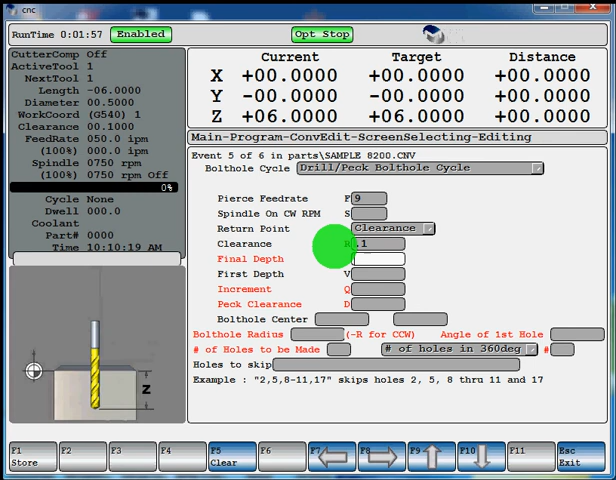 cnc
RunTime 0:01:57 Enabled Opt Stop
CutterComp Off
ActiveTool 1
NextTool 1
Length -06.0000
Diameter 00.5000
WorkCoord (G540) 1
Clearance 00.1000
FeedRate 050.0 ipm
(100%) 000.0 ipm
Spindle 0750 rpm
(100%) 0750 rpm Off
0%
Cycle None
Dwell 000.0
Coolant
Part# 0000
Time 10:10:19 AM
Z
Current Target Distance
X +00.0000 +00.0000 +00.0000
Y -00.0000 -00.0000 +00.0000
Z +06.0000 +06.0000 +00.0000
Main-Program-ConvEdit-ScreenSelecting-Editing
Event 5 of 6 in parts\SAMPLE 8200.CNV
Bolthole Cycle Drill/Peck Bolthole Cycle
Pierce Feedrate F 9
Spindle On CW RPM S
Return Point Clearance
Clearance R .1
Final Depth
First Depth V
Increment Q
Peck Clearance D
Bolthole Center
Bolthole Radius (-R for CCW) Angle of 1st Hole
# of Holes to be Made # of holes in 360deg #
Holes to skip
Example : "2,5,8-11,17" skips holes 2, 5, 8 thru 11 and 17
F1 Store F2 F3 F4 F5 Clear F6 F7 F8 F9 F10 F11 Esc Exit